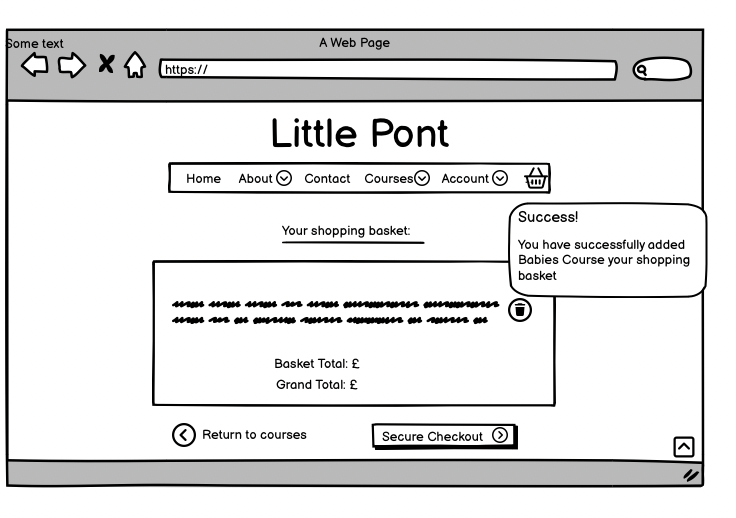 Some text
A Web Page
https://
Little Pont
Home About Contact Courses Account
Success!
You have successfully added
Babies Course your shopping
basket
Your shopping basket:
Basket Total: £
Grand Total: £
Return to courses
Secure Checkout